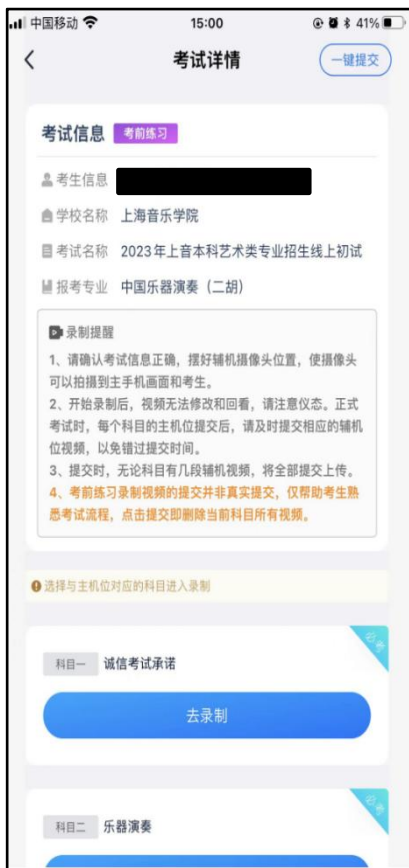 中国移动 15:00 41%
考试详情 一键提交
考试信息 考前练习
考生信息
学校名称 上海音乐学院
考试名称 2023年上音本科艺术类专业招生线上初试
报考专业 中国乐器演奏（二胡）
录制提醒
1、请确认考试信息正确，摆好辅机摄像头位置，使摄像头
可以拍摄到主手机画面和考生。
2、开始录制后，视频无法修改和回看，请注意仪态。正式
考试时，每个科目的主机位提交后，请及时提交相应的辅机
位视频，以免错过提交时间。
3、提交时，无论科目有几段辅机视频，将全部提交上传。
4、考前练习录制视频的提交并非真实提交，仅帮助考生熟
悉考试流程，点击提交即删除当前科目所有视频。
选择与主机位对应的科目进入录制
必考
科目一 诚信考试承诺
去录制
必考
科目二 乐器演奏